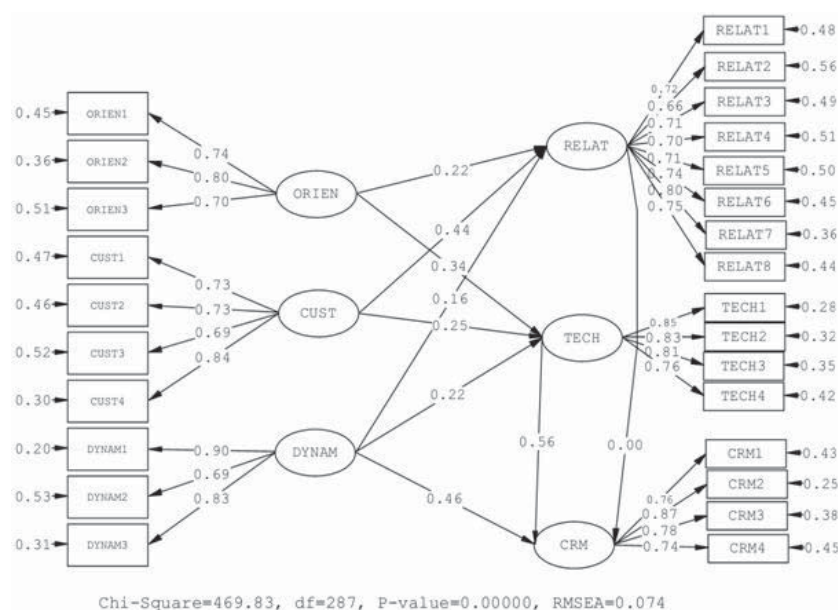 0.45 ORIEN1
0.36 ORIEN2
0.51 ORIEN3
0.47 CUST1
0.46 CUST2
0.52 CUST3
0.30 CUST4
0.20 DYNAM1
0.53 DYNAM2
0.31 DYNAM3
0.74
0.80
0.70
0.73
0.73
0.69
0.84
0.90
0.69
0.83
ORIEN
CUST
DYNAM
0.22
0.44
0.34
0.16
0.25
0.22
0.56
0.46
0.00
RELAT
TECH
CRM
0.72
0.66
0.71
0.70
0.71
0.74
0.80
0.75
0.85
0.83
0.81
0.76
0.76
0.87
0.78
0.74
RELAT1 0.48
RELAT2 0.56
RELAT3 0.49
RELAT4 0.51
RELAT5 0.50
RELAT6 0.45
RELAT7 0.36
RELAT8 0.44
TECH1 0.28
TECH2 0.32
TECH3 0.35
TECH4 0.42
CRM1 0.43
CRM2 0.25
CRM3 0.38
CRM4 0.45
Chi-Square=469.83, df=287, P-value=0.00000, RMSEA=0.074